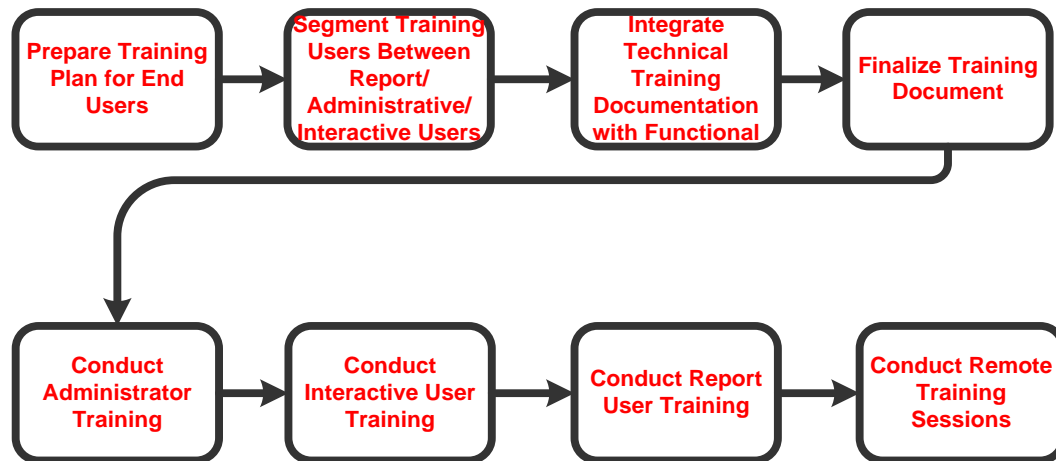 Prepare Training
Plan for End
Users
Segment Training
Users Between
Report/
Administrative/
Interactive Users
Integrate
Technical
Training
Documentation
with Functional
Finalize Training
Document
Conduct
Administrator
Training
Conduct
Interactive User
Training
Conduct Report
User Training
Conduct Remote
Training
Sessions